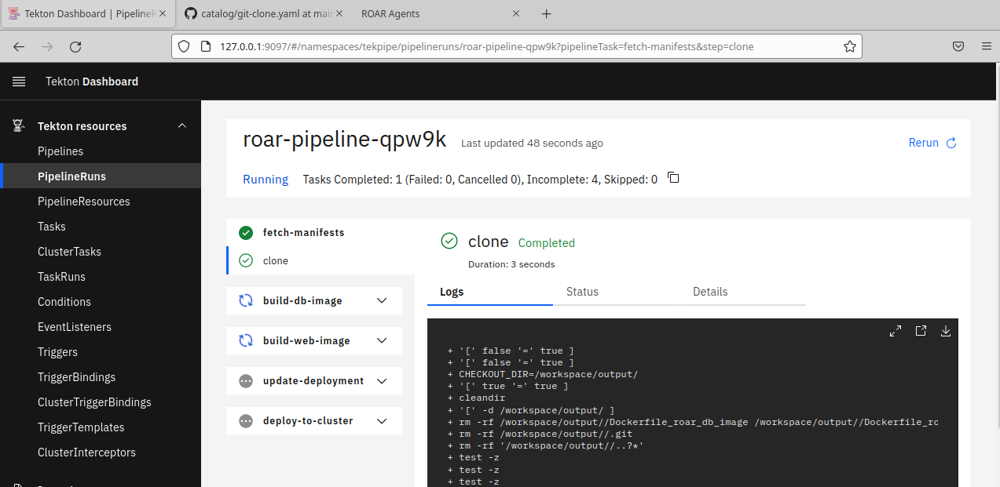 Tekton Dashboard | PipelineR
catalog/git-clone.yaml at mai
ROAR Agents
127.0.0.1:9097/#/namespaces/tekpipe/pipelineruns/roar-pipeline-qpw9k?pipelineTask=fetch-manifests&step=clone
Tekton Dashboard
Tekton resources
Pipelines
PipelineRuns
PipelineResources
Tasks
ClusterTasks
TaskRuns
Conditions
EventListeners
Triggers
TriggerBindings
ClusterTriggerBindings
TriggerTemplates
ClusterInterceptors
roar-pipeline-qpw9k Last updated 48 seconds ago
Rerun
Running Tasks Completed: 1 (Failed: 0, Cancelled 0), Incomplete: 4, Skipped: 0
fetch-manifests
clone
build-db-image
build-web-image
update-deployment
deploy-to-cluster
clone Completed
Duration: 3 seconds
Logs Status Details
+ '[' false '=' true ]
+ '[' false '=' true ]
+ CHECKOUT_DIR=/workspace/output/
+ '[' true '=' true ]
+ cleandir
+ '[' -d /workspace/output/ ]
+ rm -rf /workspace/output//Dockerfile_roar_db_image /workspace/output//Dockerfile_ro
+ rm -rf /workspace/output//.git
+ rm -rf '/workspace/output//..?*'
+ test -z
+ test -z
+ test -z